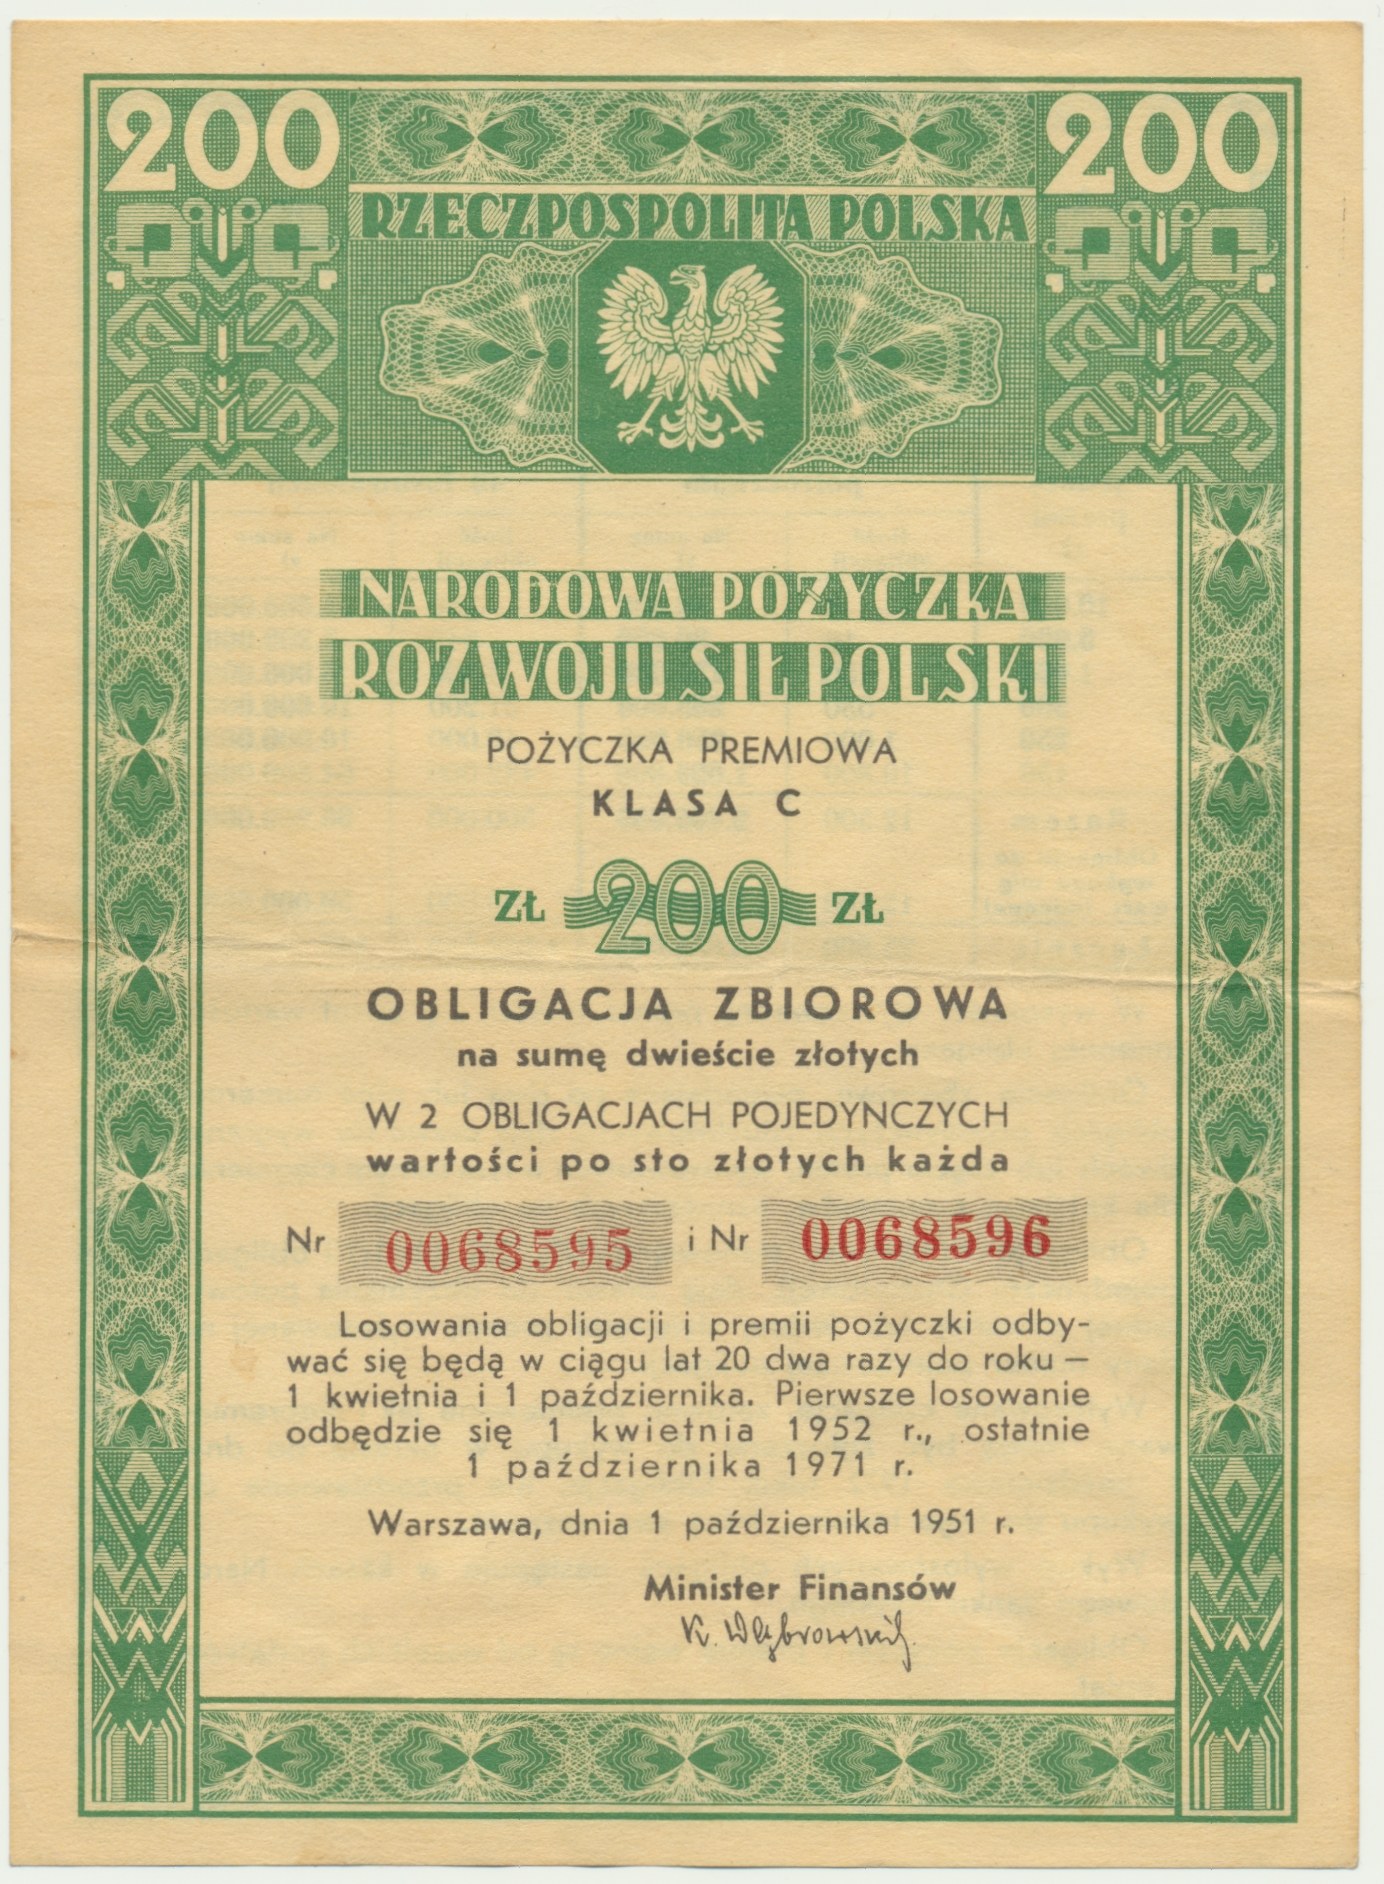 200 200
RZECZPOSPOLITA POLSKA
NARODOWA POŻYCZKA
ROZWOJU SIŁ POLSKI
POŻYCZKA PREMIOWA
KLASA C
ZŁ 200 ZŁ
OBLIGACJA ZBIOROWA
na sumę dwieście złotych
W 2 OBLIGACJACH POJEDYNCZYCH
wartości po sto złotych każda
Nr 0068595 i Nr 0068596
Losowania obligacji i premii pożyczki odby-
wać się będą w ciągu lat 20 dwa razy do roku —
1 kwietnia i 1 października. Pierwsze losowanie
odbędzie się 1 kwietnia 1952 r., ostatnie
1 października 1971 r.
Warszawa, dnia 1 października 1951 r.
Minister Finansów
K. Dąbrowski